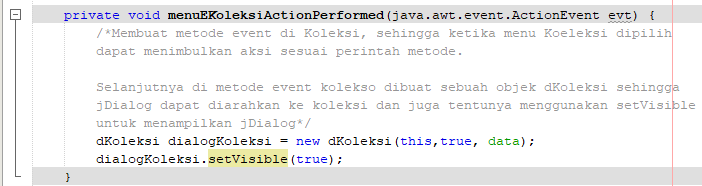 private void menuEKoleksiActionPerformed(java.awt.event.ActionEvent evt) {
/*Membuat metode event di Koleksi, sehingga ketika menu Koeleksi dipilih
dapat menimbulkan aksi sesuai perintah metode.
Selanjutnya di metode event kolekso dibuat sebuah objek dKoleksi sehingga
jDialog dapat diarahkan ke koleksi dan juga tentunya menggunakan setVisible
untuk menampilkan jDialog*/
dKoleksi dialogKoleksi = new dKoleksi(this,true, data);
dialogKoleksi.setVisible(true);
}